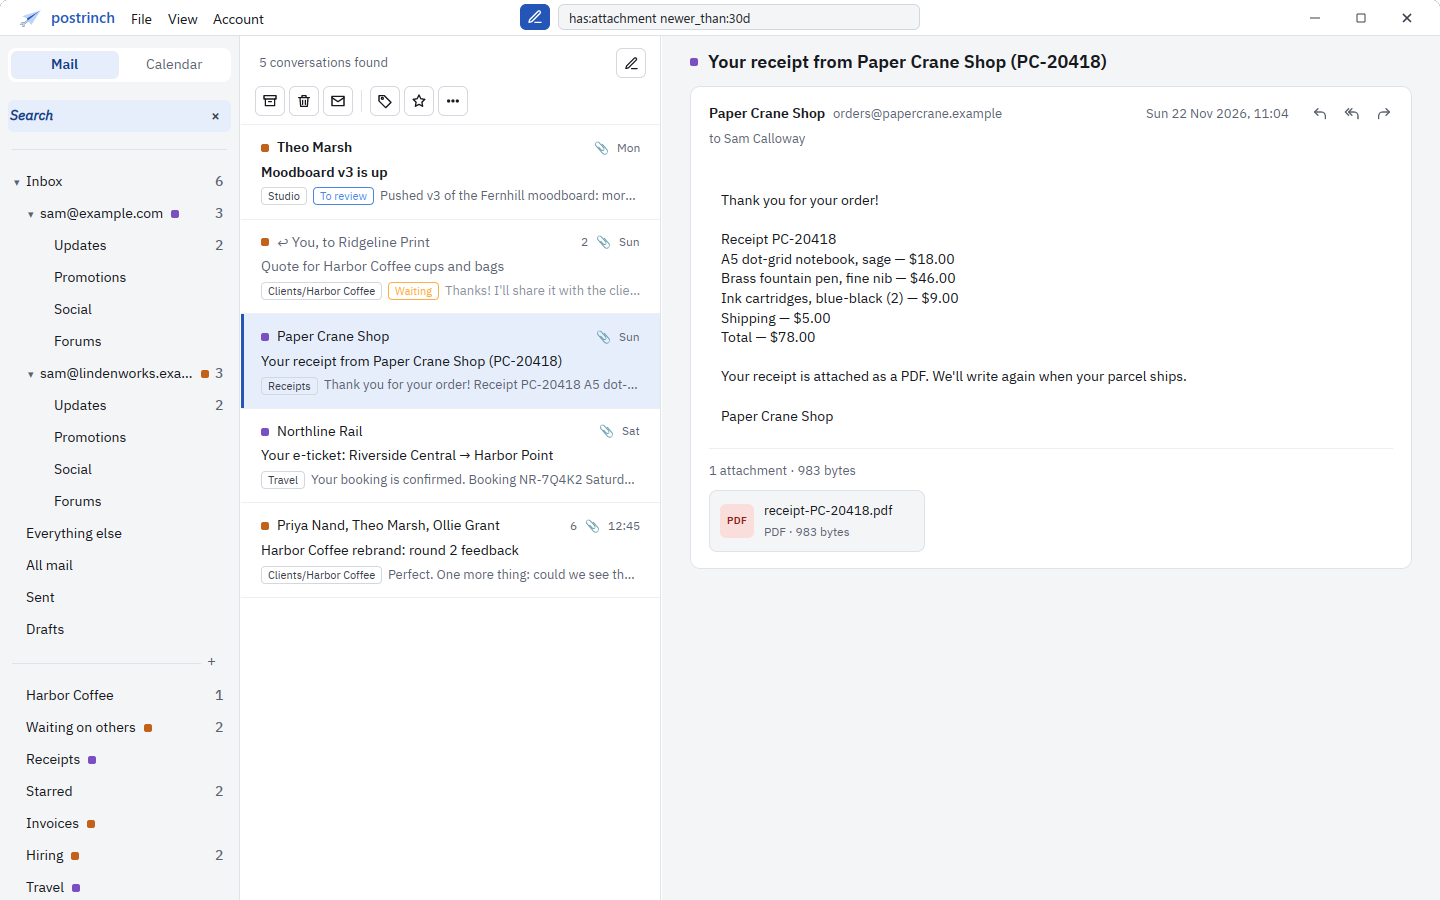 postrinch File View Account
has:attachment newer_than:30d
Mail Calendar
Search ×
Inbox 6
sam@example.com 3
Updates 2
Promotions
Social
Forums
sam@lindenworks.exa... 3
Updates 2
Promotions
Social
Forums
Everything else
All mail
Sent
Drafts
+
Harbor Coffee 1
Waiting on others 2
Receipts
Starred 2
Invoices
Hiring 2
Travel
5 conversations found
Theo Marsh Mon
Moodboard v3 is up
Studio To review Pushed v3 of the Fernhill moodboard: mor...
You, to Ridgeline Print 2 Sun
Quote for Harbor Coffee cups and bags
Clients/Harbor Coffee Waiting Thanks! I'll share it with the clie...
Paper Crane Shop Sun
Your receipt from Paper Crane Shop (PC-20418)
Receipts Thank you for your order! Receipt PC-20418 A5 dot-...
Northline Rail Sat
Your e-ticket: Riverside Central → Harbor Point
Travel Your booking is confirmed. Booking NR-7Q4K2 Saturd...
Priya Nand, Theo Marsh, Ollie Grant 6 12:45
Harbor Coffee rebrand: round 2 feedback
Clients/Harbor Coffee Perfect. One more thing: could we see th...
Your receipt from Paper Crane Shop (PC-20418)
Paper Crane Shop orders@papercrane.example Sun 22 Nov 2026, 11:04
to Sam Calloway
Thank you for your order!
Receipt PC-20418
A5 dot-grid notebook, sage — $18.00
Brass fountain pen, fine nib — $46.00
Ink cartridges, blue-black (2) — $9.00
Shipping — $5.00
Total — $78.00
Your receipt is attached as a PDF. We'll write again when your parcel ships.
Paper Crane Shop
1 attachment · 983 bytes
PDF receipt-PC-20418.pdf
PDF · 983 bytes